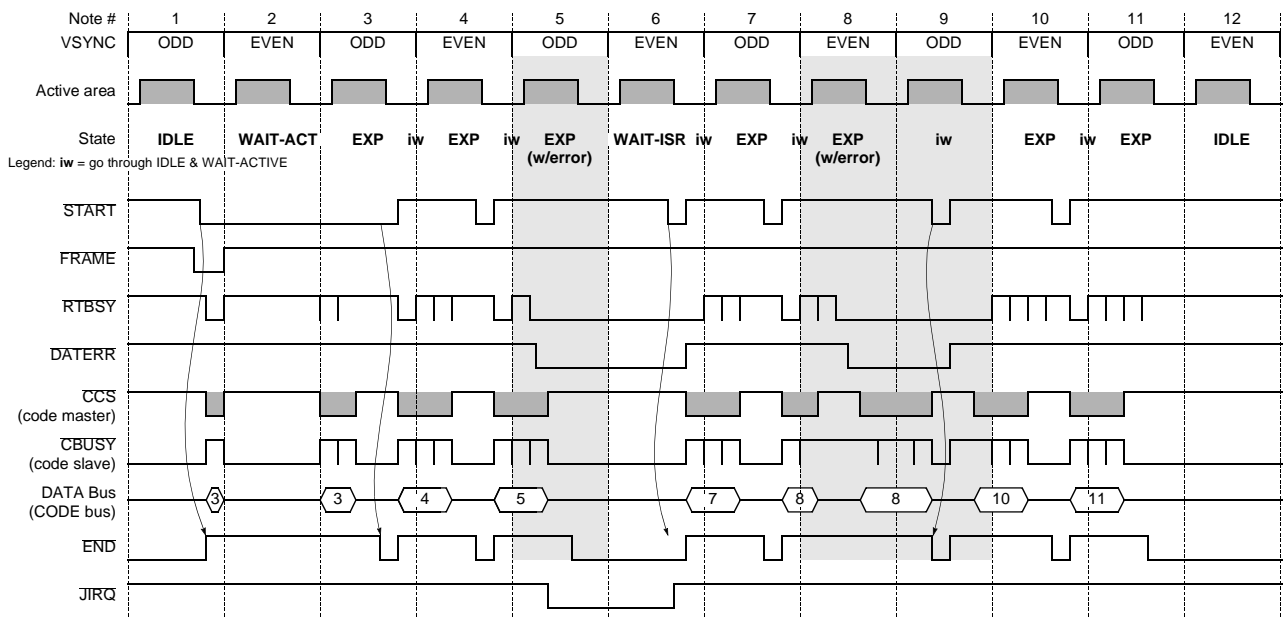 Note # 1 2 3 4 5 6 7 8 9 10 11 12
VSYNC ODD EVEN ODD EVEN ODD EVEN ODD EVEN ODD EVEN ODD EVEN
Active area
State IDLE WAIT-ACT EXP iw EXP iw EXP WAIT-ISR iw EXP iw EXP iw EXP iw EXP IDLE
(w/error) (w/error)
Legend: iw = go through IDLE & WAIT-ACTIVE
START
FRAME
RTBSY
DATERR
CCS
(code master)
CBUSY
(code slave)
DATA Bus 3 3 4 5 7 8 8 10 11
(CODE bus)
END
JIRQ